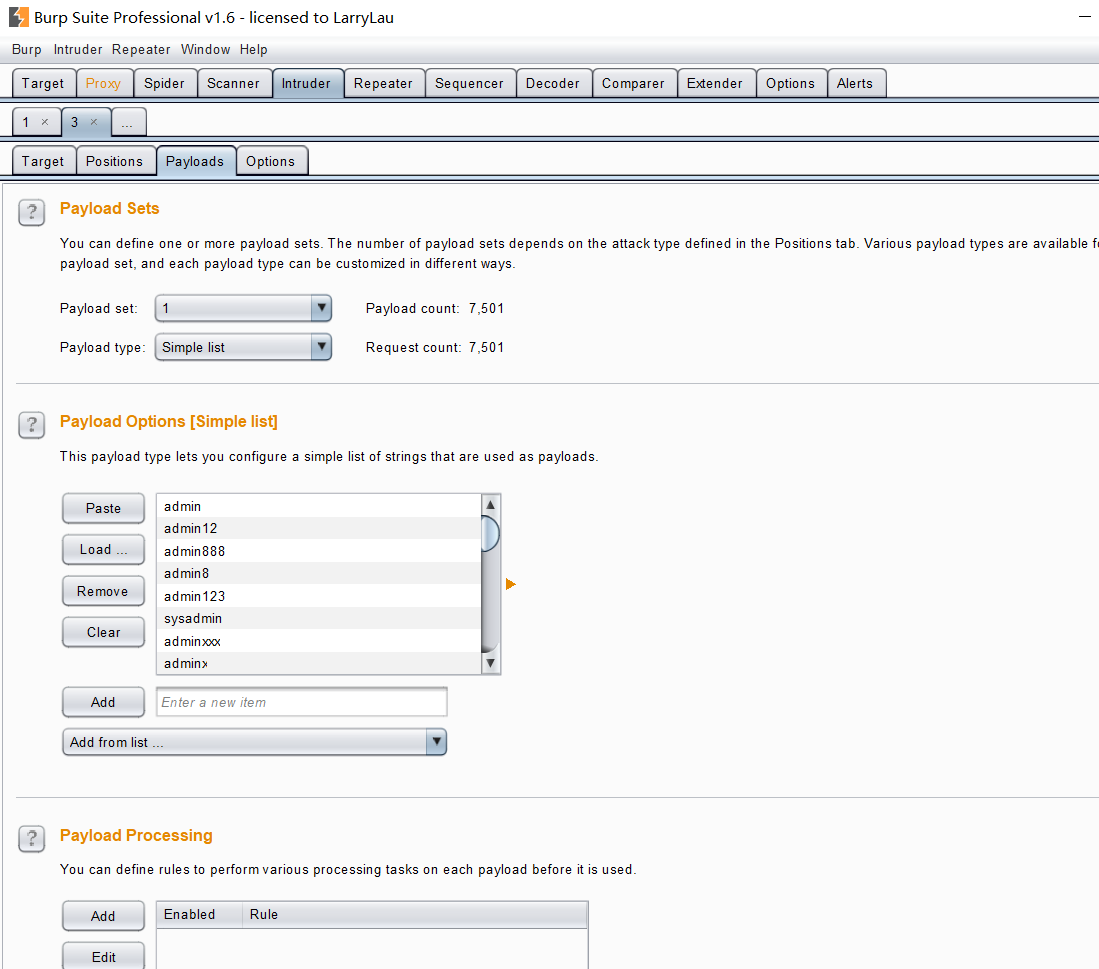 Burp Suite Professional v1.6 - licensed to LarryLau
Burp Intruder Repeater Window Help
Target Proxy Spider Scanner Intruder Repeater Sequencer Decoder Comparer Extender Options Alerts
1 × 3 × ...
Target Positions Payloads Options
? Payload Sets
You can define one or more payload sets. The number of payload sets depends on the attack type defined in the Positions tab. Various payload types are available
payload set, and each payload type can be customized in different ways.
Payload set: 1 Payload count: 7,501
Payload type: Simple list Request count: 7,501
? Payload Options [Simple list]
This payload type lets you configure a simple list of strings that are used as payloads.
Paste
Load ...
Remove
Clear
admin
admin12
admin888
admin8
admin123
sysadmin
adminxxx
adminx
Add Enter a new item
Add from list ...
? Payload Processing
You can define rules to perform various processing tasks on each payload before it is used.
Add Enabled Rule
Edit